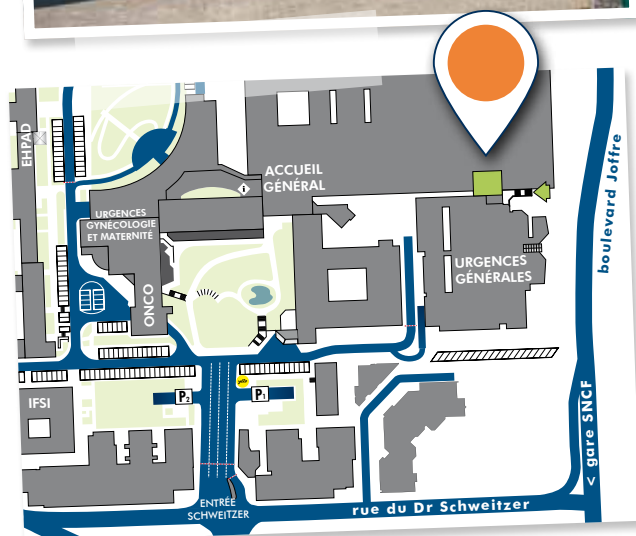 EHPAD
ACCUEIL
GÉNÉRAL
i
URGENCES
GYNÉCOLOGIE
ET MATERNITÉ
ONCO
URGENCES
GÉNÉRALES
boulevard Joffre
< gare SNCF
IFSI
P2
P1
ENTRÉE
SCHWEITZER
rue du Dr Schweitzer